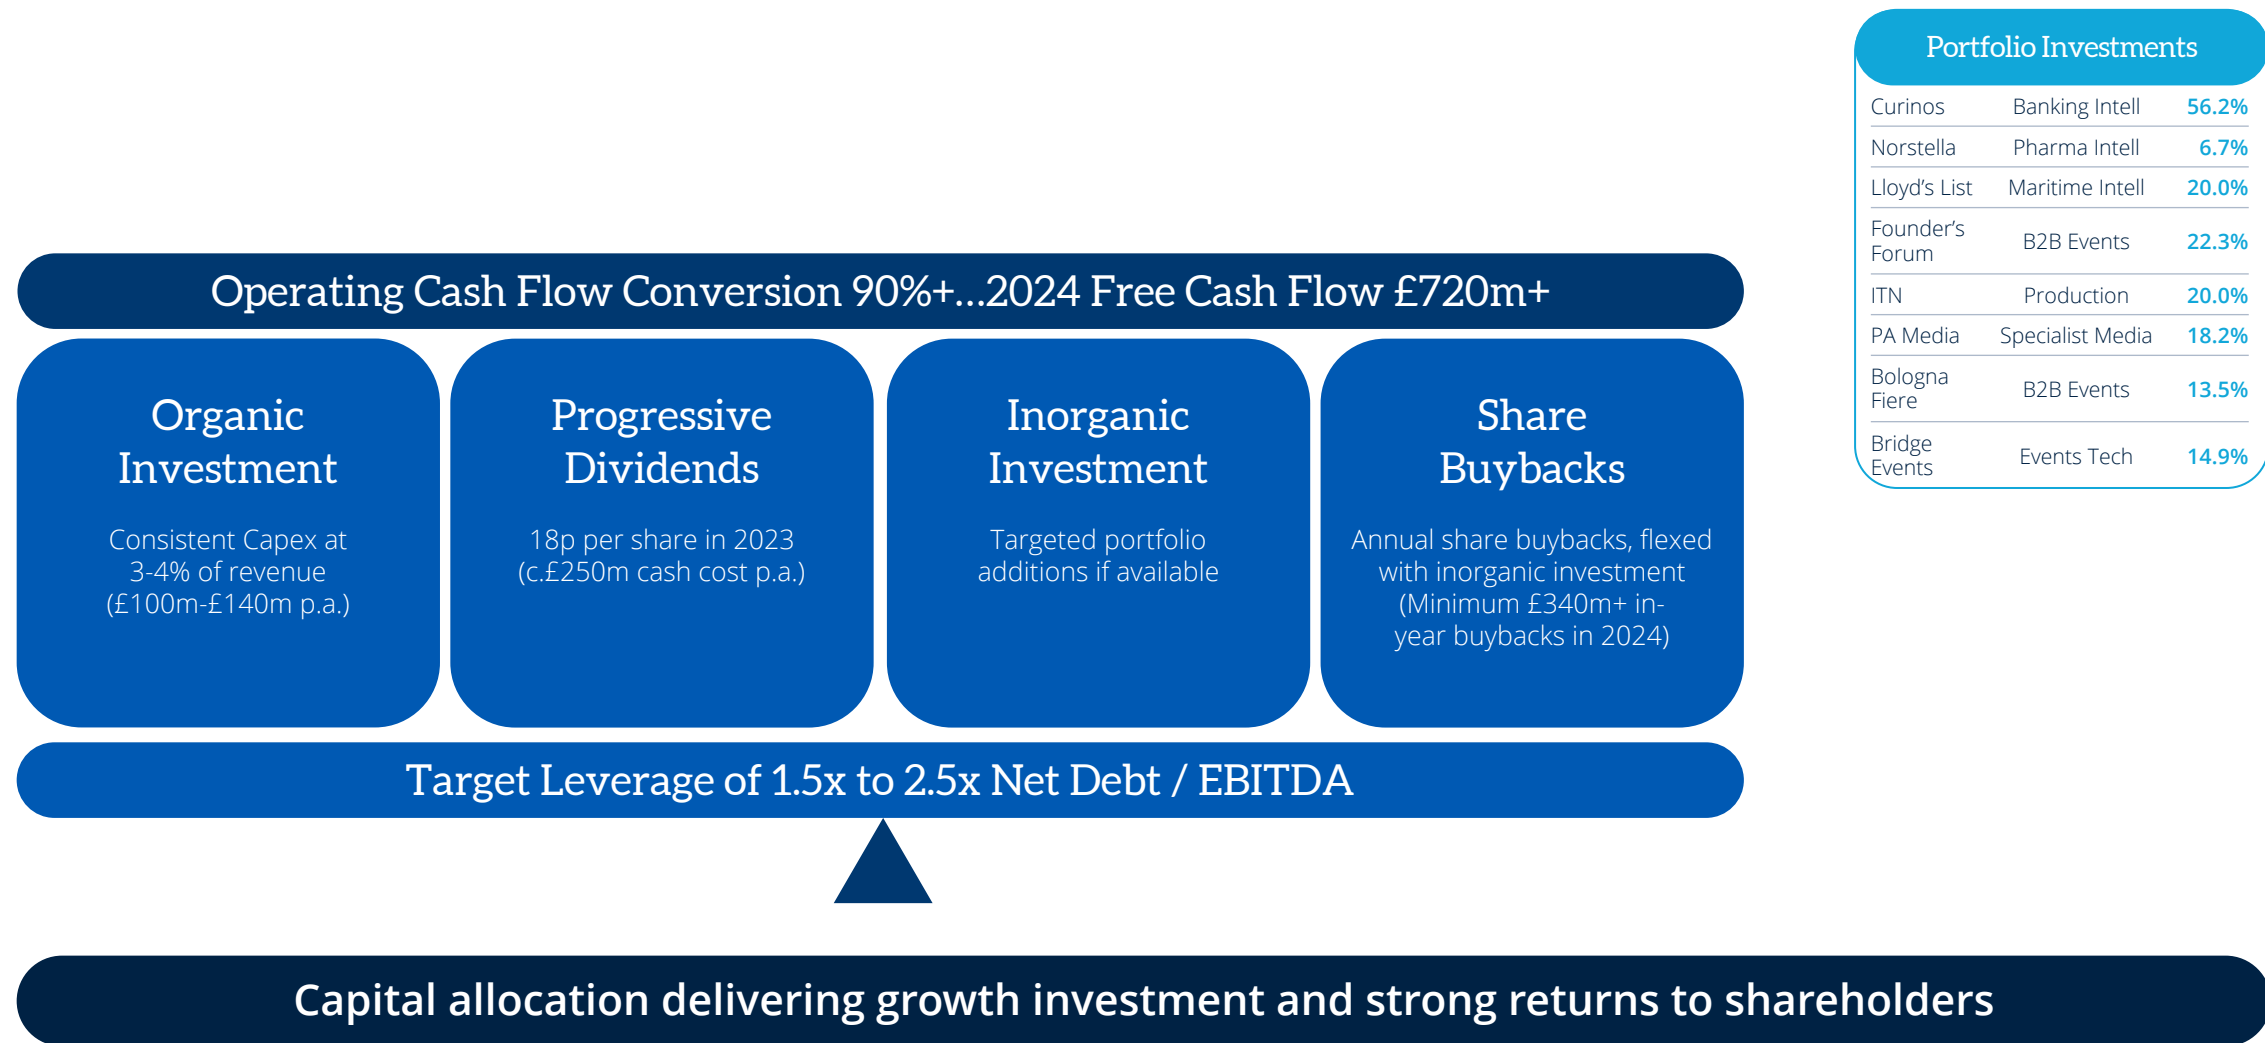 Portfolio Investments
Curinos Banking Intell 56.2%
Norstella Pharma Intell 6.7%
Lloyd's List Maritime Intell 20.0%
Founder's
Forum B2B Events 22.3%
ITN Production 20.0%
PA Media Specialist Media 18.2%
Bologna
Fiere B2B Events 13.5%
Bridge
Events Events Tech 14.9%
Operating Cash Flow Conversion 90%+...2024 Free Cash Flow £720m+
Organic
Investment
Consistent Capex at
3-4% of revenue
(£100m-£140m p.a.)
Progressive
Dividends
18p per share in 2023
(c.£250m cash cost p.a.)
Inorganic
Investment
Targeted portfolio
additions if available
Share
Buybacks
Annual share buybacks, flexed
with inorganic investment
(Minimum £340m+ in-
year buybacks in 2024)
Target Leverage of 1.5x to 2.5x Net Debt / EBITDA
Capital allocation delivering growth investment and strong returns to shareholders